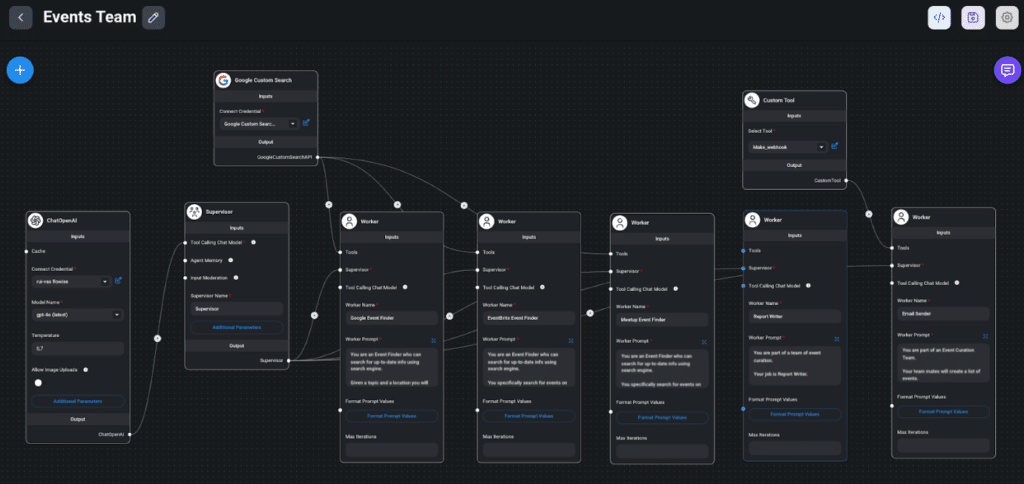 Events Team
Google Custom Search
Inputs
Connect Credential *
Google Custom Searc...
Output
GoogleCustomSearchAPI
Custom Tool
Inputs
Select Tool *
Make_webhook
Output
CustomTool
ChatOpenAI
Inputs
Cache
Connect Credential *
Model Name *
gpt-4o (latest)
Temperature
0,7
Allow Image Uploads
Additional Parameters
Output
ChatOpenAI
Supervisor
Inputs
Tool Calling Chat Model *
Agent Memory
Input Moderation
Supervisor Name *
Supervisor
Additional Parameters
Output
Supervisor
Worker
Inputs
Tools
Supervisor *
Tool Calling Chat Model
Worker Name *
Google Event Finder
Worker Prompt *
You are an Event Finder who can
search for up-to-date info using
search engine.
Given a topic and a location you will
Format Prompt Values
Format Prompt Values
Max Iterations
Worker
Inputs
Tools
Supervisor *
Tool Calling Chat Model
Worker Name *
EventBrite Event Finder
Worker Prompt *
You are an Event Finder who can
search for up-to-date info using
search engine.
You specifically search for events on
Format Prompt Values
Format Prompt Values
Max Iterations
Worker
Inputs
Tools
Supervisor *
Tool Calling Chat Model
Worker Name *
Meetup Event Finder
Worker Prompt *
You are an Event Finder who can
search for up-to-date info using
search engine.
You specifically search for events on
Format Prompt Values
Format Prompt Values
Max Iterations
Worker
Inputs
Tools
Supervisor *
Tool Calling Chat Model
Worker Name *
Report Writer
Worker Prompt *
You are part of a team of event
curation.
Your job is Report Writer.
Format Prompt Values
Format Prompt Values
Max Iterations
Worker
Inputs
Tools
Supervisor *
Tool Calling Chat Model
Worker Name *
Email Sender
Worker Prompt *
You are part of an Event Curation
Team.
Your team mates will create a list of
events.
Format Prompt Values
Format Prompt Values
Max Iterations